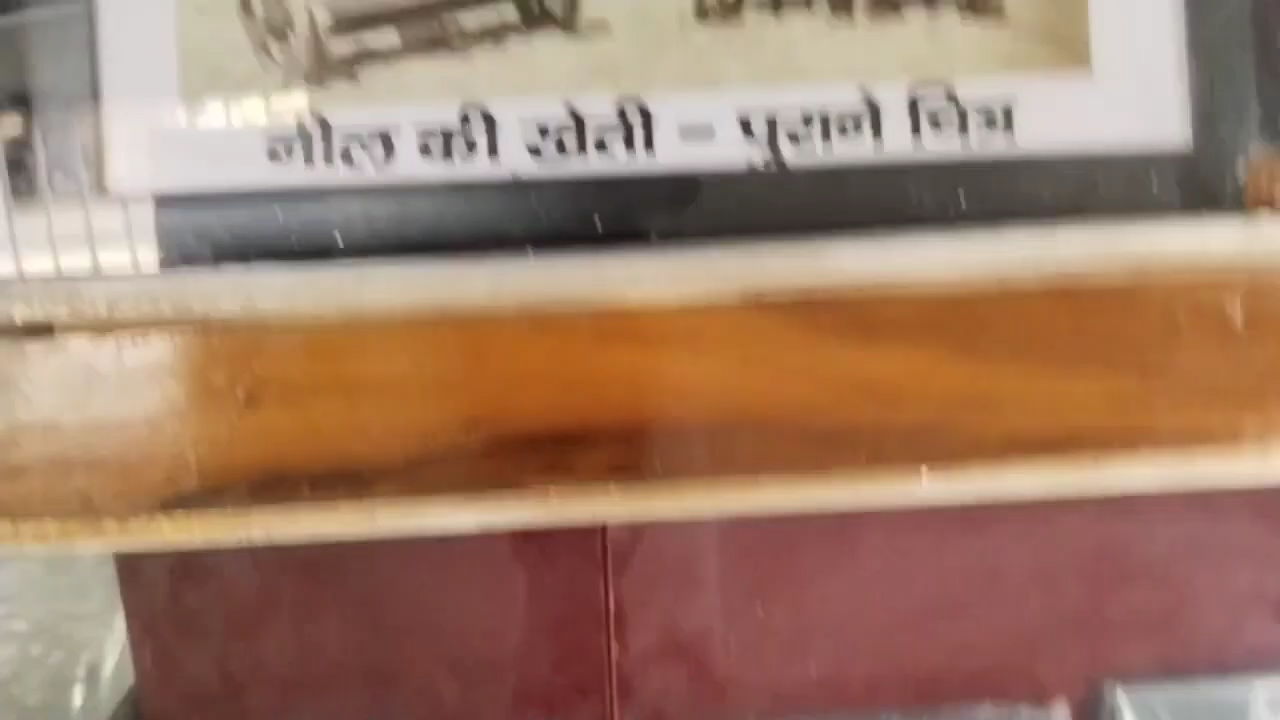 नील की खेती - पुराने चित्र